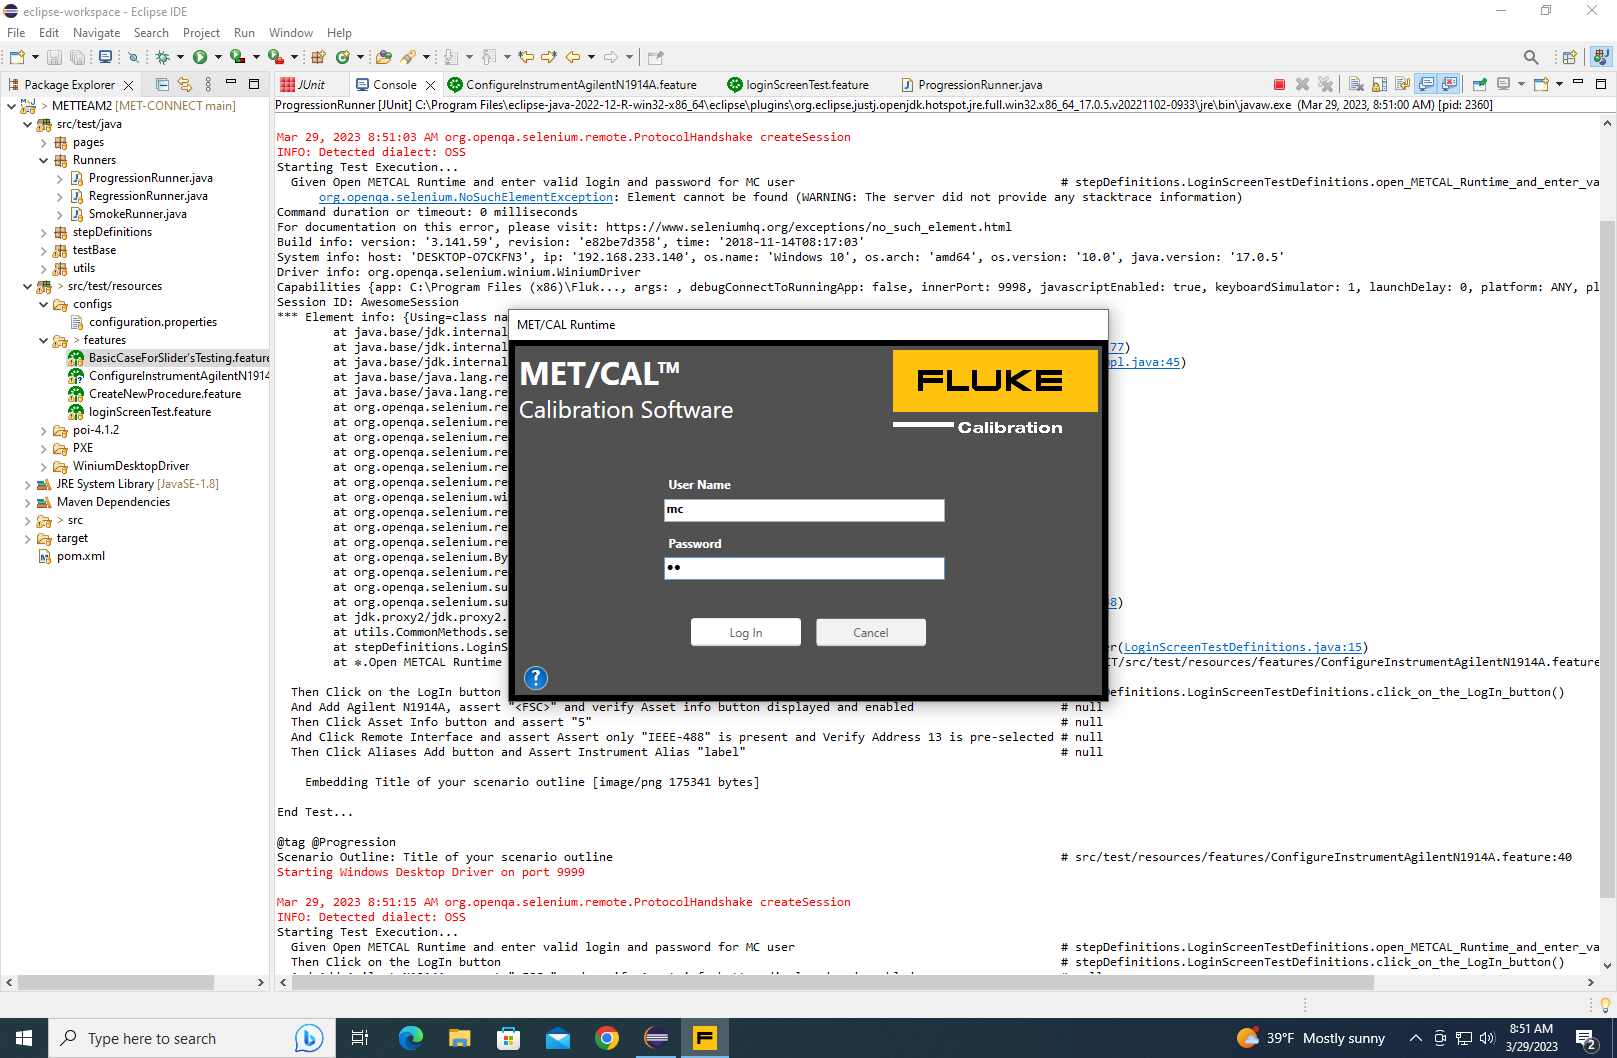 eclipse-workspace - Eclipse IDE
File Edit Navigate Search Project Run Window Help
Package Explorer
JUnit
Console
ConfigureInstrumentAgilentN1914A.feature
loginScreenTest.feature
ProgressionRunner.java
METTEAM2 [MET-CONNECT main]
src/test/java
pages
Runners
ProgressionRunner.java
RegressionRunner.java
SmokeRunner.java
stepDefinitions
testBase
utils
> src/test/resources
configs
configuration.properties
> features
BasicCaseForSlider'sTesting.feature
ConfigureInstrumentAgilentN1914
CreateNewProcedure.feature
loginScreenTest.feature
poi-4.1.2
PXE
WiniumDesktopDriver
JRE System Library [JavaSE-1.8]
Maven Dependencies
> src
target
pom.xml
ProgressionRunner [JUnit] C:\Program Files\eclipse-java-2022-12-R-win32-x86_64\eclipse\plugins\org.eclipse.justj.openjdk.hotspot.jre.full.win32.x86_64_17.0.5.v20221102-0933\jre\bin\javaw.exe (Mar 29, 2023, 8:51:00 AM) [pid: 2360]
Mar 29, 2023 8:51:03 AM org.openqa.selenium.remote.ProtocolHandshake createSession
INFO: Detected dialect: OSS
Starting Test Execution...
Given Open METCAL Runtime and enter valid login and password for MC user # stepDefinitions.LoginScreenTestDefinitions.open_METCAL_Runtime_and_enter_va
org.openqa.selenium.NoSuchElementException: Element cannot be found (WARNING: The server did not provide any stacktrace information)
Command duration or timeout: 0 milliseconds
For documentation on this error, please visit: https://www.seleniumhq.org/exceptions/no_such_element.html
Build info: version: '3.141.59', revision: 'e82be7d358', time: '2018-11-14T08:17:03'
System info: host: 'DESKTOP-O7CKFN3', ip: '192.168.233.140', os.name: 'Windows 10', os.arch: 'amd64', os.version: '10.0', java.version: '17.0.5'
Driver info: org.openqa.selenium.winium.WiniumDriver
Capabilities {app: C:\Program Files (x86)\Fluk..., args: , debugConnectToRunningApp: false, innerPort: 9998, javascriptEnabled: true, keyboardSimulator: 1, launchDelay: 0, platform: ANY, pl
Session ID: AwesomeSession
*** Element info: {Using=class na
at java.base/jdk.internal
at java.base/jdk.internal 77)
at java.base/jdk.internal mpl.java:45)
at java.base/jdk.internal
at java.base/java.lang.re
at java.base/java.lang.re
at org.openqa.selenium.re
at org.openqa.selenium.re
at org.openqa.selenium.re
at org.openqa.selenium.re
at org.openqa.selenium.re
at org.openqa.selenium.re
at org.openqa.selenium.wi
at org.openqa.selenium.re
at org.openqa.selenium.re
at org.openqa.selenium.re
at org.openqa.selenium.By
at org.openqa.selenium.re
at org.openqa.selenium.su
at org.openqa.selenium.su 38)
at jdk.proxy2/jdk.proxy2.
at utils.CommonMethods.se
at stepDefinitions.LoginS er(LoginScreenTestDefinitions.java:15)
at *.Open METCAL Runtime CT/src/test/resources/features/ConfigureInstrumentAgilentN1914A.feature
Then Click on the LogIn button Definitions.LoginScreenTestDefinitions.click_on_the_LogIn_button()
And Add Agilent N1914A, assert "<FSC>" and verify Asset info button displayed and enabled # null
Then Click Asset Info button and assert "5" # null
And Click Remote Interface and assert Assert only "IEEE-488" is present and Verify Address 13 is pre-selected # null
Then Click Aliases Add button and Assert Instrument Alias "label" # null
Embedding Title of your scenario outline [image/png 175341 bytes]
End Test...
@tag @Progression
Scenario Outline: Title of your scenario outline # src/test/resources/features/ConfigureInstrumentAgilentN1914A.feature:40
Starting Windows Desktop Driver on port 9999
Mar 29, 2023 8:51:15 AM org.openqa.selenium.remote.ProtocolHandshake createSession
INFO: Detected dialect: OSS
Starting Test Execution...
Given Open METCAL Runtime and enter valid login and password for MC user # stepDefinitions.LoginScreenTestDefinitions.open_METCAL_Runtime_and_enter_va
Then Click on the LogIn button # stepDefinitions.LoginScreenTestDefinitions.click_on_the_LogIn_button()
MET/CAL Runtime
MET/CAL™
Calibration Software
FLUKE
Calibration
User Name
mc
Password
••
Log In
Cancel
?
Type here to search
39°F Mostly sunny
8:51 AM
3/29/2023
2